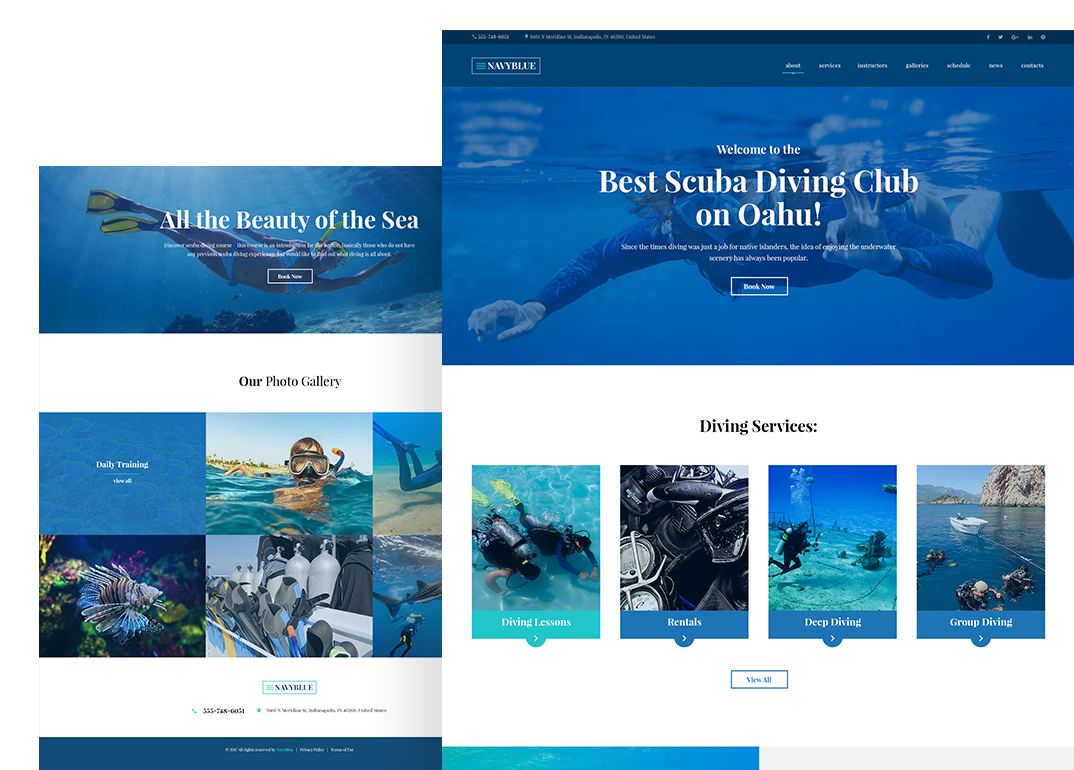 555-748-6051
9401 N Meridian St, Indianapolis, IN 46260, United States
NAVYBLUE
about
services
instructors
galleries
schedule
news
contacts
Welcome to the
Best Scuba Diving Club
on Oahu!
Since the times diving was just a job for native islanders, the idea of enjoying the underwater
scenery has always been popular.
Book Now
Diving Services:
Diving Lessons
Rentals
Deep Diving
Group Diving
View All
All the Beauty of the Sea
Discover scuba diving course - this course is an introduction for the novice, basically those who do not have
any previous scuba diving experience, but would like to find out what diving is all about.
Book Now
Our Photo Gallery
Daily Training
view all
NAVYBLUE
555-748-6051
9401 N Meridian St, Indianapolis, IN 46260, United States
© 2017 All rights reserved by NavyBlue | Privacy Policy | Terms of Use